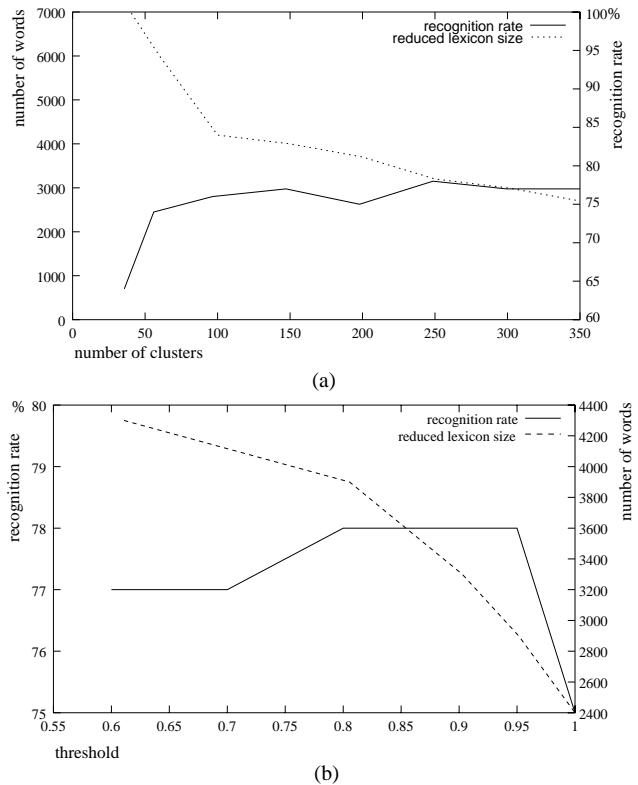 7000 100%
recognition rate
reduced lexicon size
number of words
6000 95
90
5000 85
4000 80
3000 75
2000 70
1000 65
0 60
recognition rate
0 50 100 150 200 250 300 350
number of clusters
(a)
% 80 4400
recognition rate
reduced lexicon size
4200
79 4000
3800
78 3600
3400
77 3200
3000
76 2800
2600
75 2400
recognition rate
number of words
0.55 0.6 0.65 0.7 0.75 0.8 0.85 0.9 0.95 1
threshold
(b)